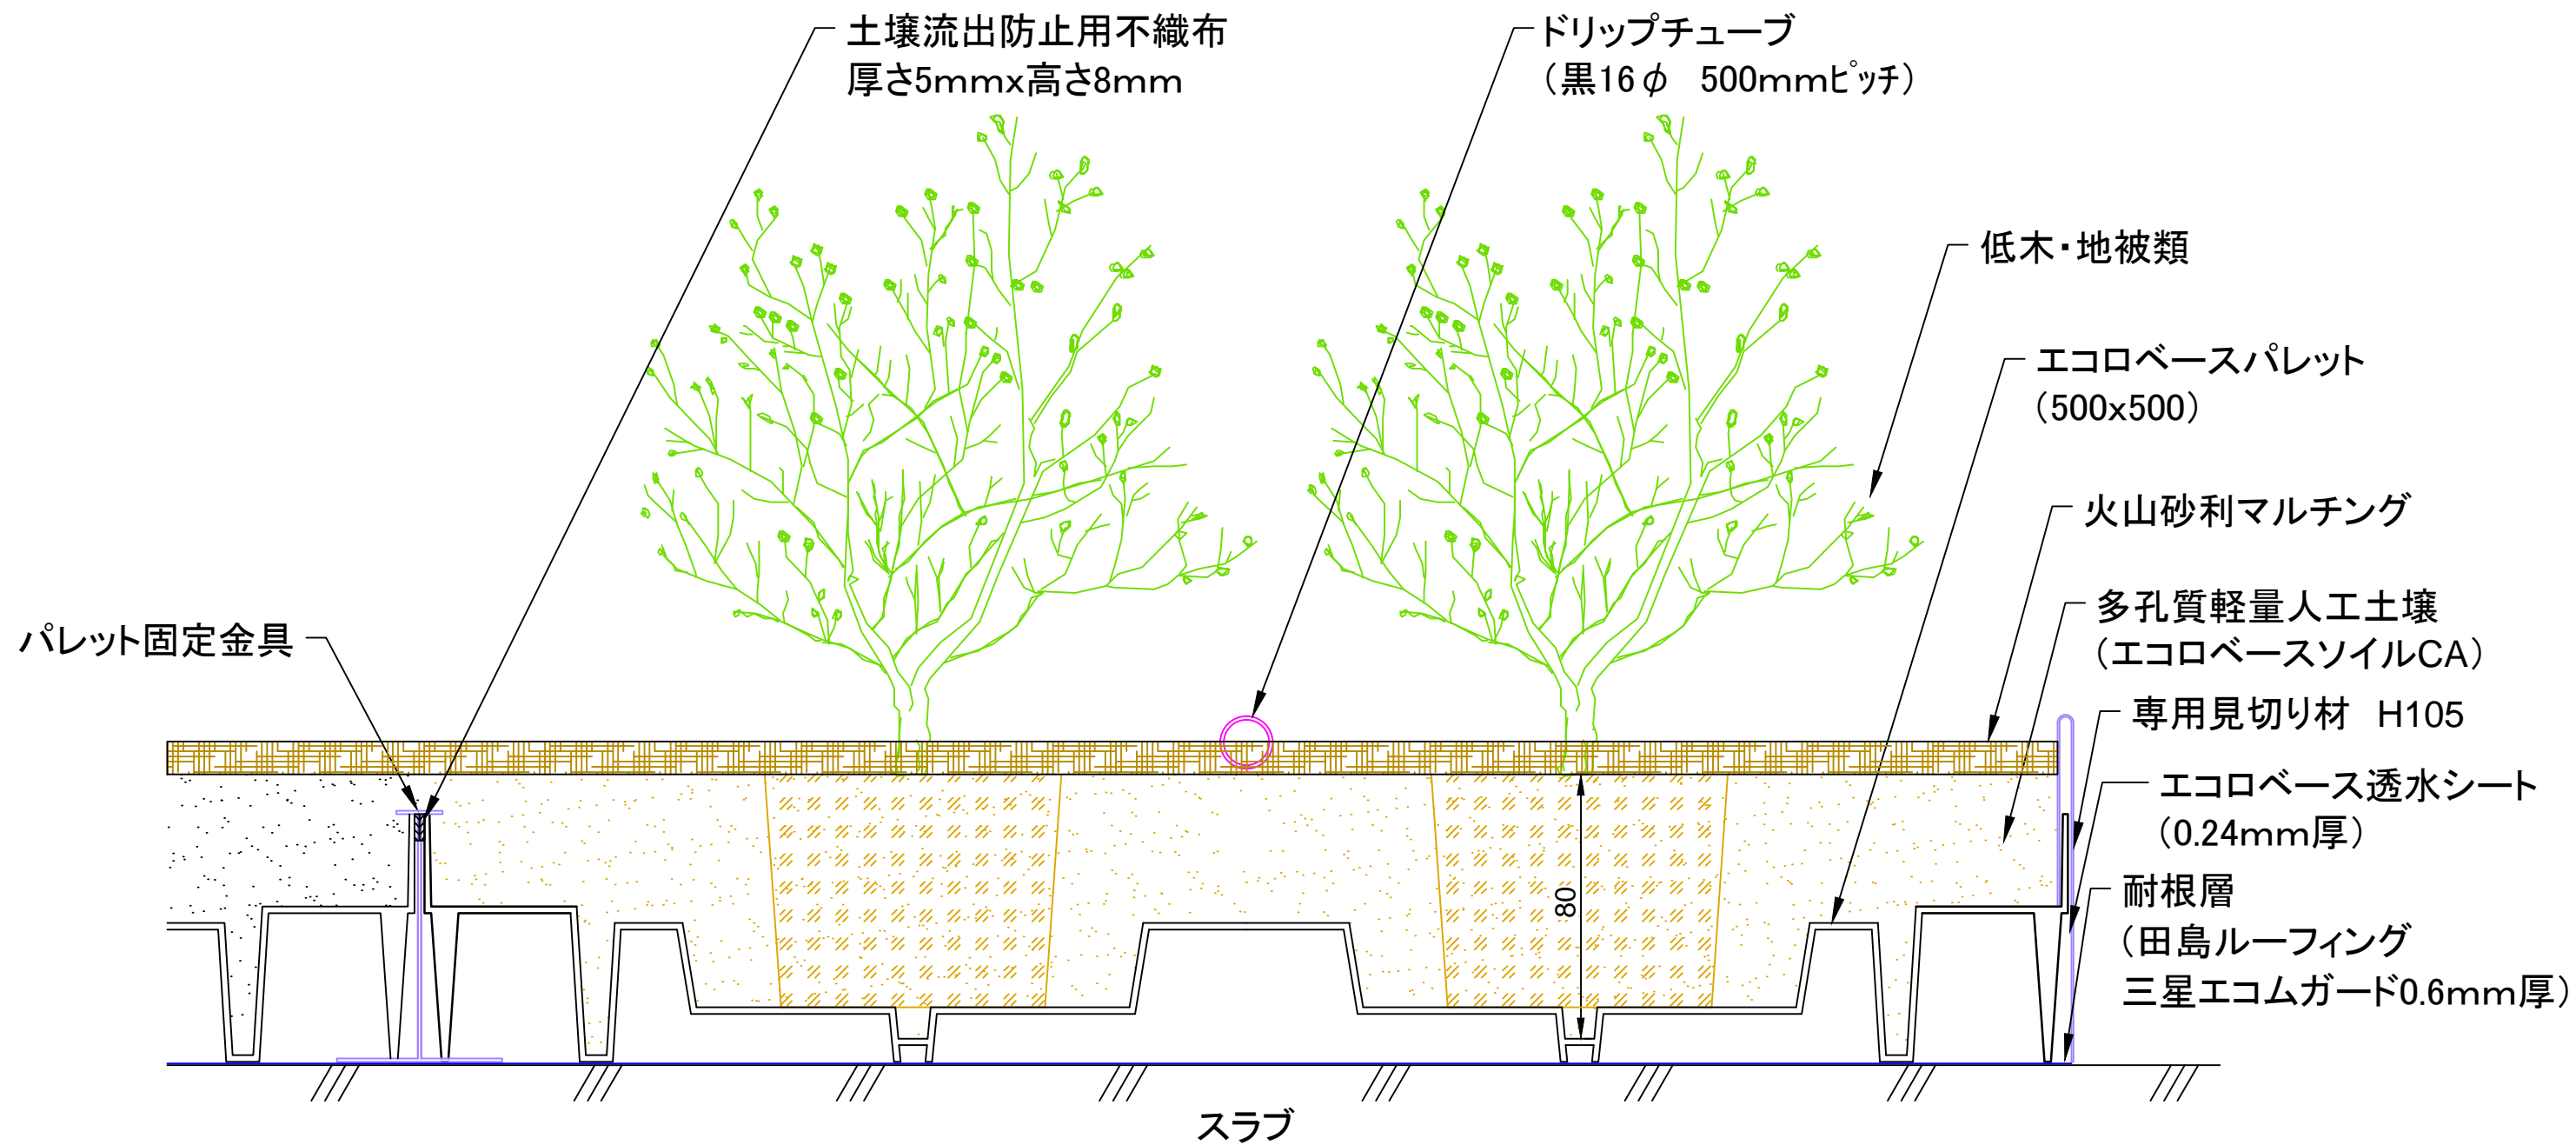 土壌流出防止用不織布
厚さ5mmx高さ8mm
ドリップチューブ
（黒16φ　500mmピッチ）
低木・地被類
エコロベースパレット
（500x500）
火山砂利マルチング
多孔質軽量人工土壌
（エコロベースソイルCA）
パレット固定金具
専用見切り材　H105
エコロベース透水シート
（0.24mm厚）
耐根層
（田島ルーフィング
三星エコムガード0.6mm厚）
80
スラブ